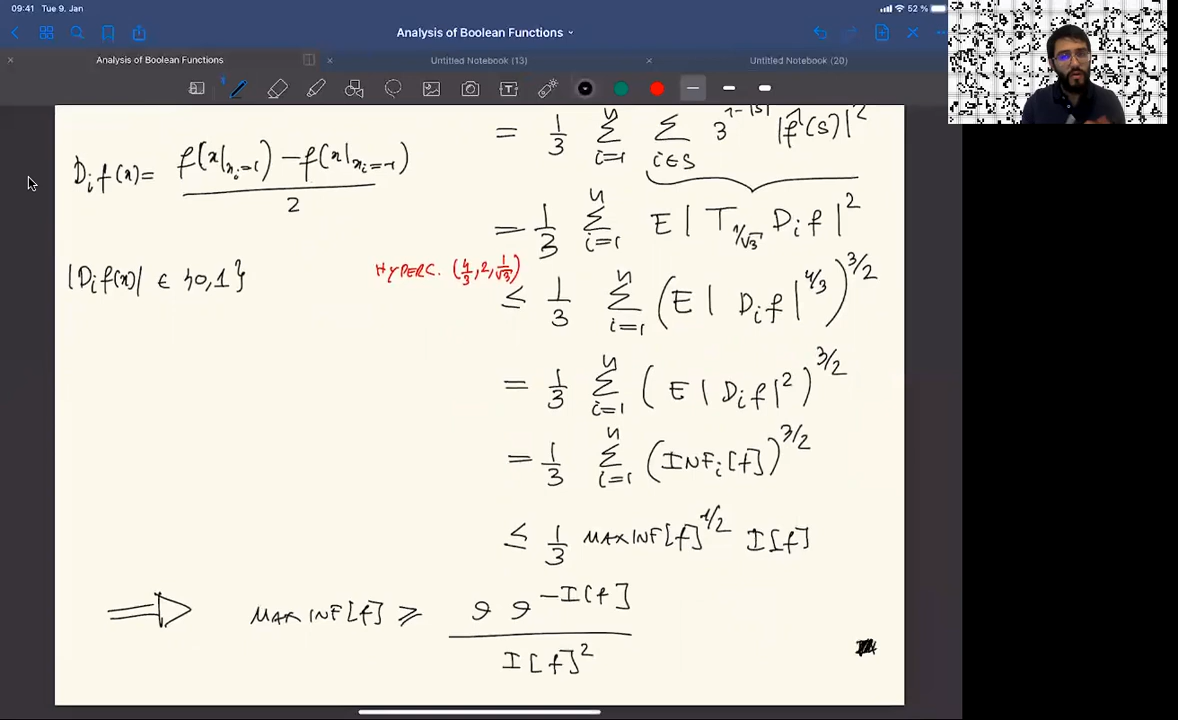 09:41 Tue 9. Jan
52 %
Analysis of Boolean Functions
Analysis of Boolean Functions
Untitled Notebook (13)
Untitled Notebook (20)
= 1/3 Σ_{i=1}^n Σ_{i∈S} 3^{1-|S|} |f̂(S)|^2
D_i f(x) = (f(x|_{x_i=1}) - f(x|_{x_i=-1})) / 2
= 1/3 Σ_{i=1}^n E | T_{1/√3} D_i f |^2
|D_i f(x)| ∈ {0,1}
HYPERC. (4/3, 2, 1/√3)
≤ 1/3 Σ_{i=1}^n (E | D_i f |^{4/3})^{3/2}
= 1/3 Σ_{i=1}^n (E | D_i f |^2)^{3/2}
= 1/3 Σ_{i=1}^n (INF_i[f])^{3/2}
≤ 1/3 MAXINF[f]^{1/2} I[f]
⟹ MAXINF[f] ≥ 9 9^{-I[f]} / I[f]^2